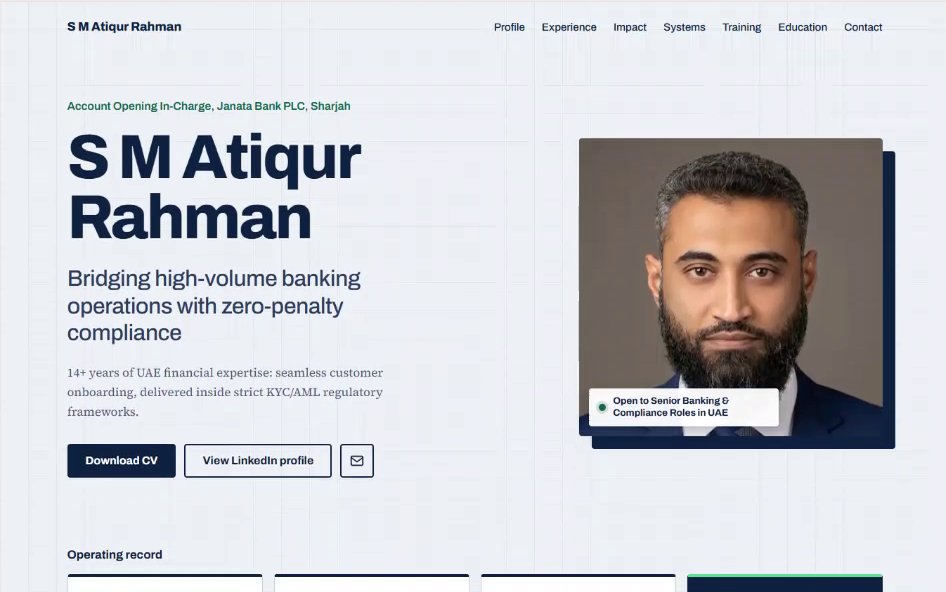 S M Atiqur Rahman
Profile Experience Impact Systems Training Education Contact
Account Opening In-Charge, Janata Bank PLC, Sharjah
S M Atiqur
Rahman
Bridging high-volume banking
operations with zero-penalty
compliance
14+ years of UAE financial expertise: seamless customer
onboarding, delivered inside strict KYC/AML regulatory
frameworks.
Download CV
View LinkedIn profile
Open to Senior Banking &
Compliance Roles in UAE
Operating record